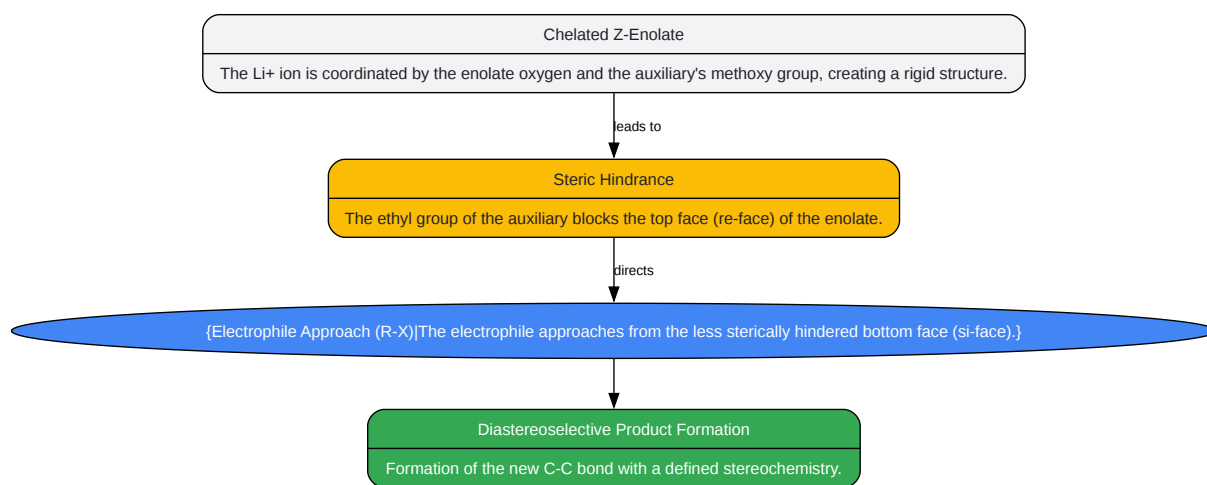 Chelated Z-Enolate
The Li+ ion is coordinated by the enolate oxygen and the auxiliary's methoxy group, creating a rigid structure.
leads to
Steric Hindrance
The ethyl group of the auxiliary blocks the top face (re-face) of the enolate.
directs
{Electrophile Approach (R-X)|The electrophile approaches from the less sterically hindered bottom face (si-face).}
Diastereoselective Product Formation
Formation of the new C-C bond with a defined stereochemistry.